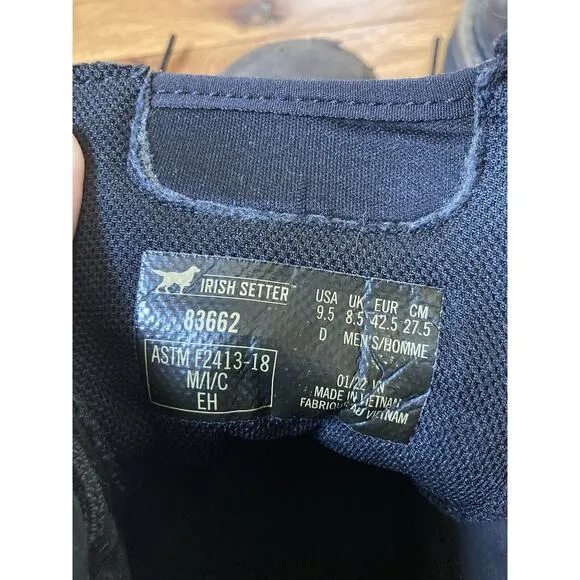 IRISH SETTER™
83662
ASTM F2413-18
M/I/C
EH
USA UK EUR CM
9.5 8.5 42.5 27.5
D MEN'S/HOMME
01/22 VN
MADE IN VIETNAM
FABRIQUÉ AU VIETNAM